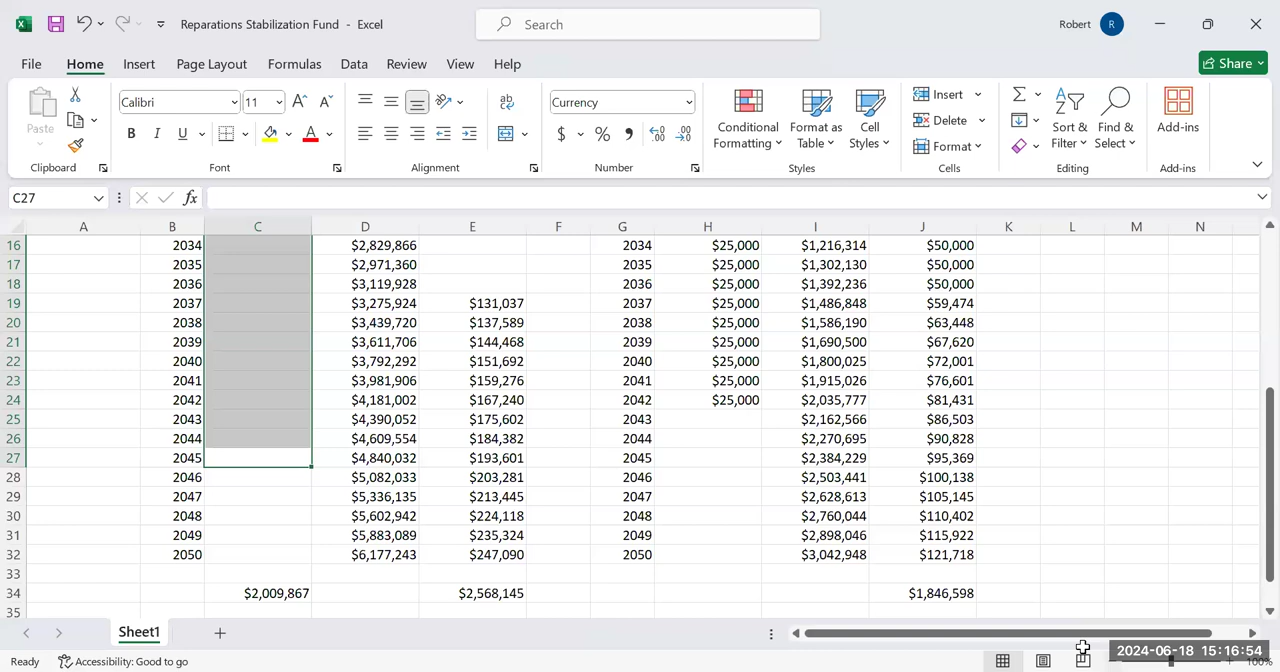 Reparations Stabilization Fund - Excel
Search
Robert R
File Home Insert Page Layout Formulas Data Review View Help Share
Paste
Calibri 11
ab
Currency
$ % 9
Conditional Formatting
Format as Table
Cell Styles
Insert
Delete
Format
Sort & Filter
Find & Select
Add-ins
Clipboard Font Alignment Number Styles Cells Editing Add-ins
C27 fx
A B C D E F G H I J K L M N
16 2034 $2,829,866 2034 $25,000 $1,216,314 $50,000
17 2035 $2,971,360 2035 $25,000 $1,302,130 $50,000
18 2036 $3,119,928 2036 $25,000 $1,392,236 $50,000
19 2037 $3,275,924 $131,037 2037 $25,000 $1,486,848 $59,474
20 2038 $3,439,720 $137,589 2038 $25,000 $1,586,190 $63,448
21 2039 $3,611,706 $144,468 2039 $25,000 $1,690,500 $67,620
22 2040 $3,792,292 $151,692 2040 $25,000 $1,800,025 $72,001
23 2041 $3,981,906 $159,276 2041 $25,000 $1,915,026 $76,601
24 2042 $4,181,002 $167,240 2042 $25,000 $2,035,777 $81,431
25 2043 $4,390,052 $175,602 2043 $2,162,566 $86,503
26 2044 $4,609,554 $184,382 2044 $2,270,695 $90,828
27 2045 $4,840,032 $193,601 2045 $2,384,229 $95,369
28 2046 $5,082,033 $203,281 2046 $2,503,441 $100,138
29 2047 $5,336,135 $213,445 2047 $2,628,613 $105,145
30 2048 $5,602,942 $224,118 2048 $2,760,044 $110,402
31 2049 $5,883,089 $235,324 2049 $2,898,046 $115,922
32 2050 $6,177,243 $247,090 2050 $3,042,948 $121,718
33
34 $2,009,867 $2,568,145 $1,846,598
35
Sheet1
Ready Accessibility: Good to go 100%
2024-06-18 15:16:54